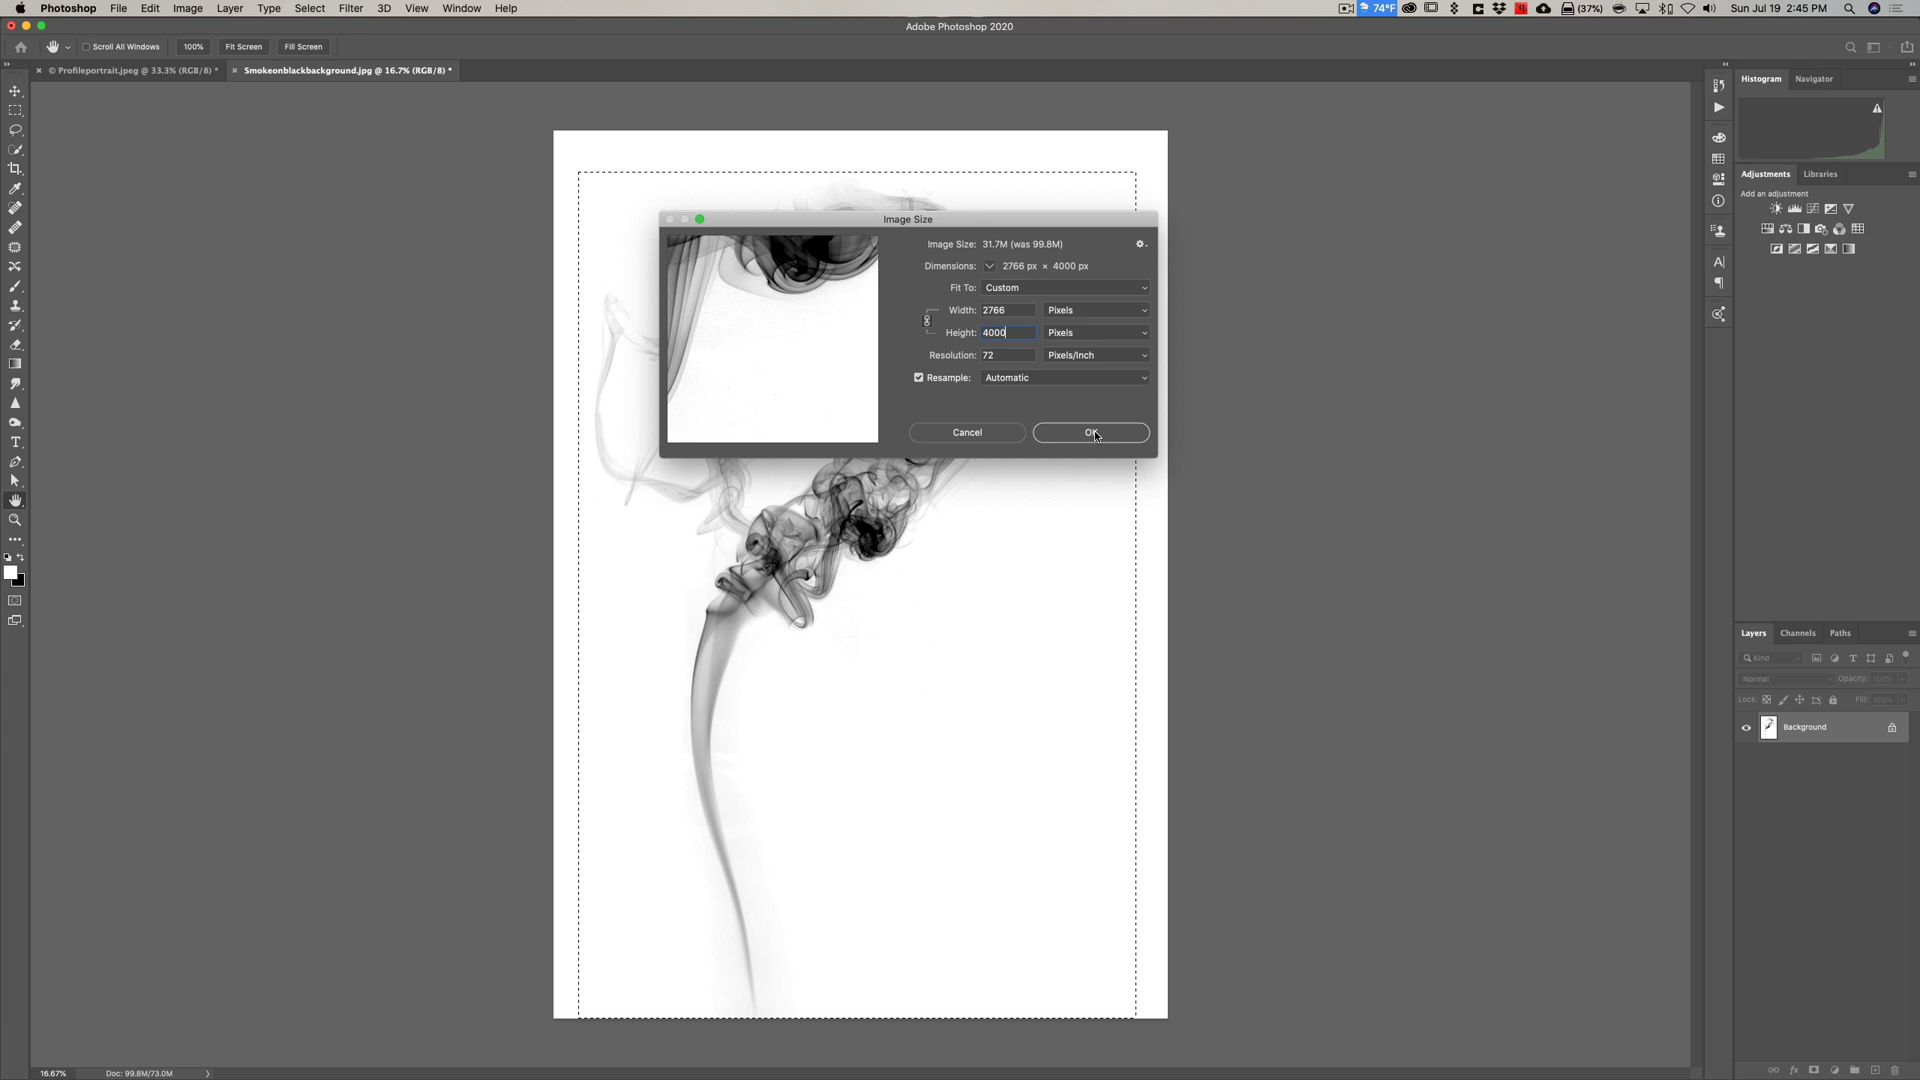 Photoshop File Edit Image Layer Type Select Filter 3D View Window Help 74°F (37%) Sun Jul 19 2:45 PM
Adobe Photoshop 2020
Scroll All Windows 100% Fit Screen Fill Screen
© Profileportrait.jpeg @ 33.3% (RGB/8) * Smokeonblackbackground.jpg @ 16.7% (RGB/8) *
Histogram Navigator
Adjustments Libraries
Add an adjustment
Image Size
Image Size: 31.7M (was 99.8M)
Dimensions: 2766 px × 4000 px
Fit To: Custom
Width: 2766 Pixels
Height: 4000 Pixels
Resolution: 72 Pixels/Inch
Resample: Automatic
Cancel OK
Layers Channels Paths
Kind
Normal Opacity: 100%
Lock: Fill: 100%
Background
16.67% Doc: 99.8M/73.0M